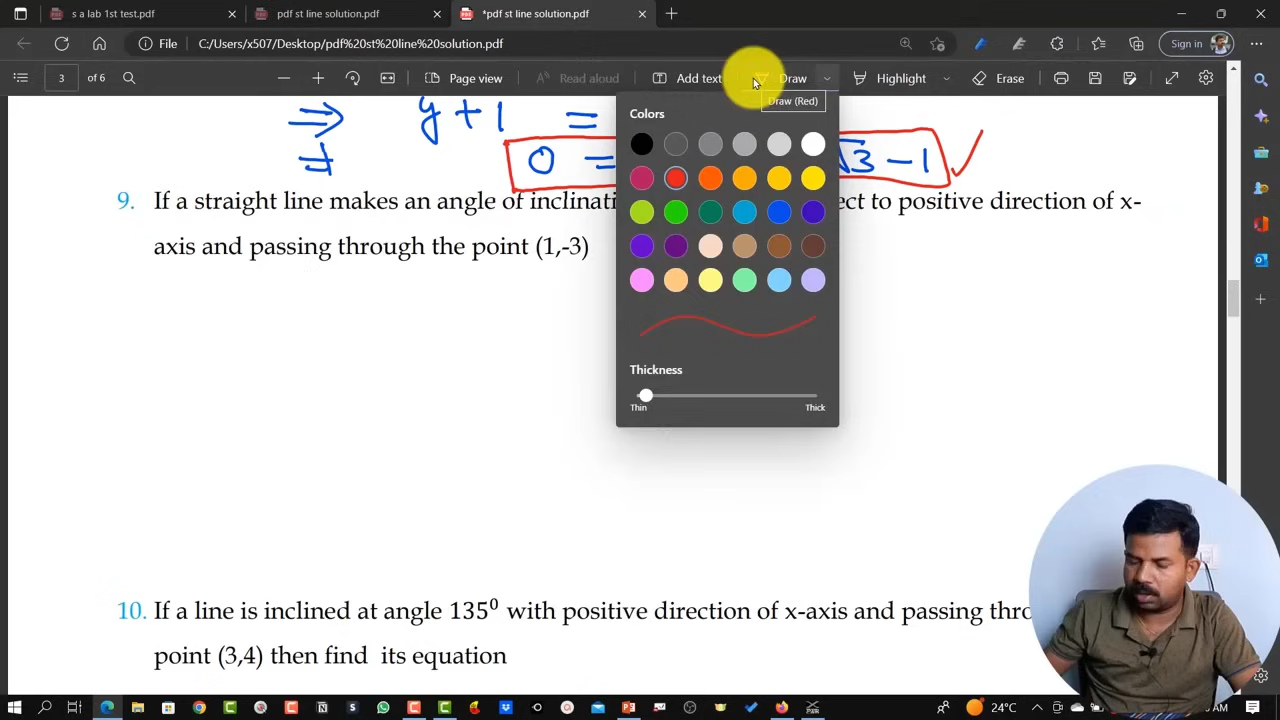 s a lab 1st test.pdf
pdf st line solution.pdf
*pdf st line solution.pdf
File
C:/Users/x507/Desktop/pdf%20st%20line%20solution.pdf
Sign in
3 of 6
Page view
Read aloud
Add text
Draw
Highlight
Erase
Draw (Red)
Colors
Thickness
Thin
Thick
⇒ y + 1 =
0 = √3 − 1 ✓
9. If a straight line makes an angle of inclinati ect to positive direction of x-
axis and passing through the point (1,-3)
10. If a line is inclined at angle 135⁰ with positive direction of x-axis and passing thro
point (3,4) then find its equation
24°C